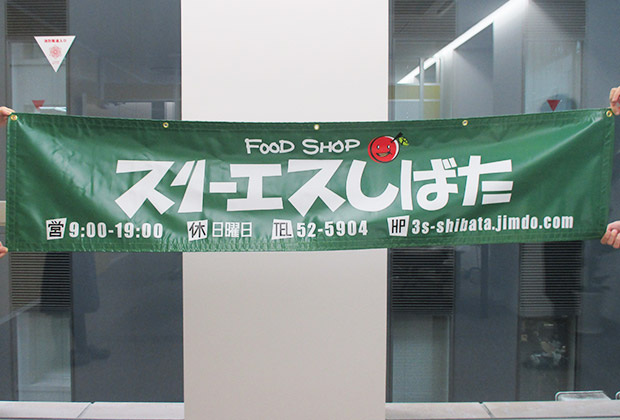 FOOD SHOP
スリーエスしばた
営 9:00-19:00 休 日曜日 TEL 52-5904 HP 3s-shibata.jimdo.com